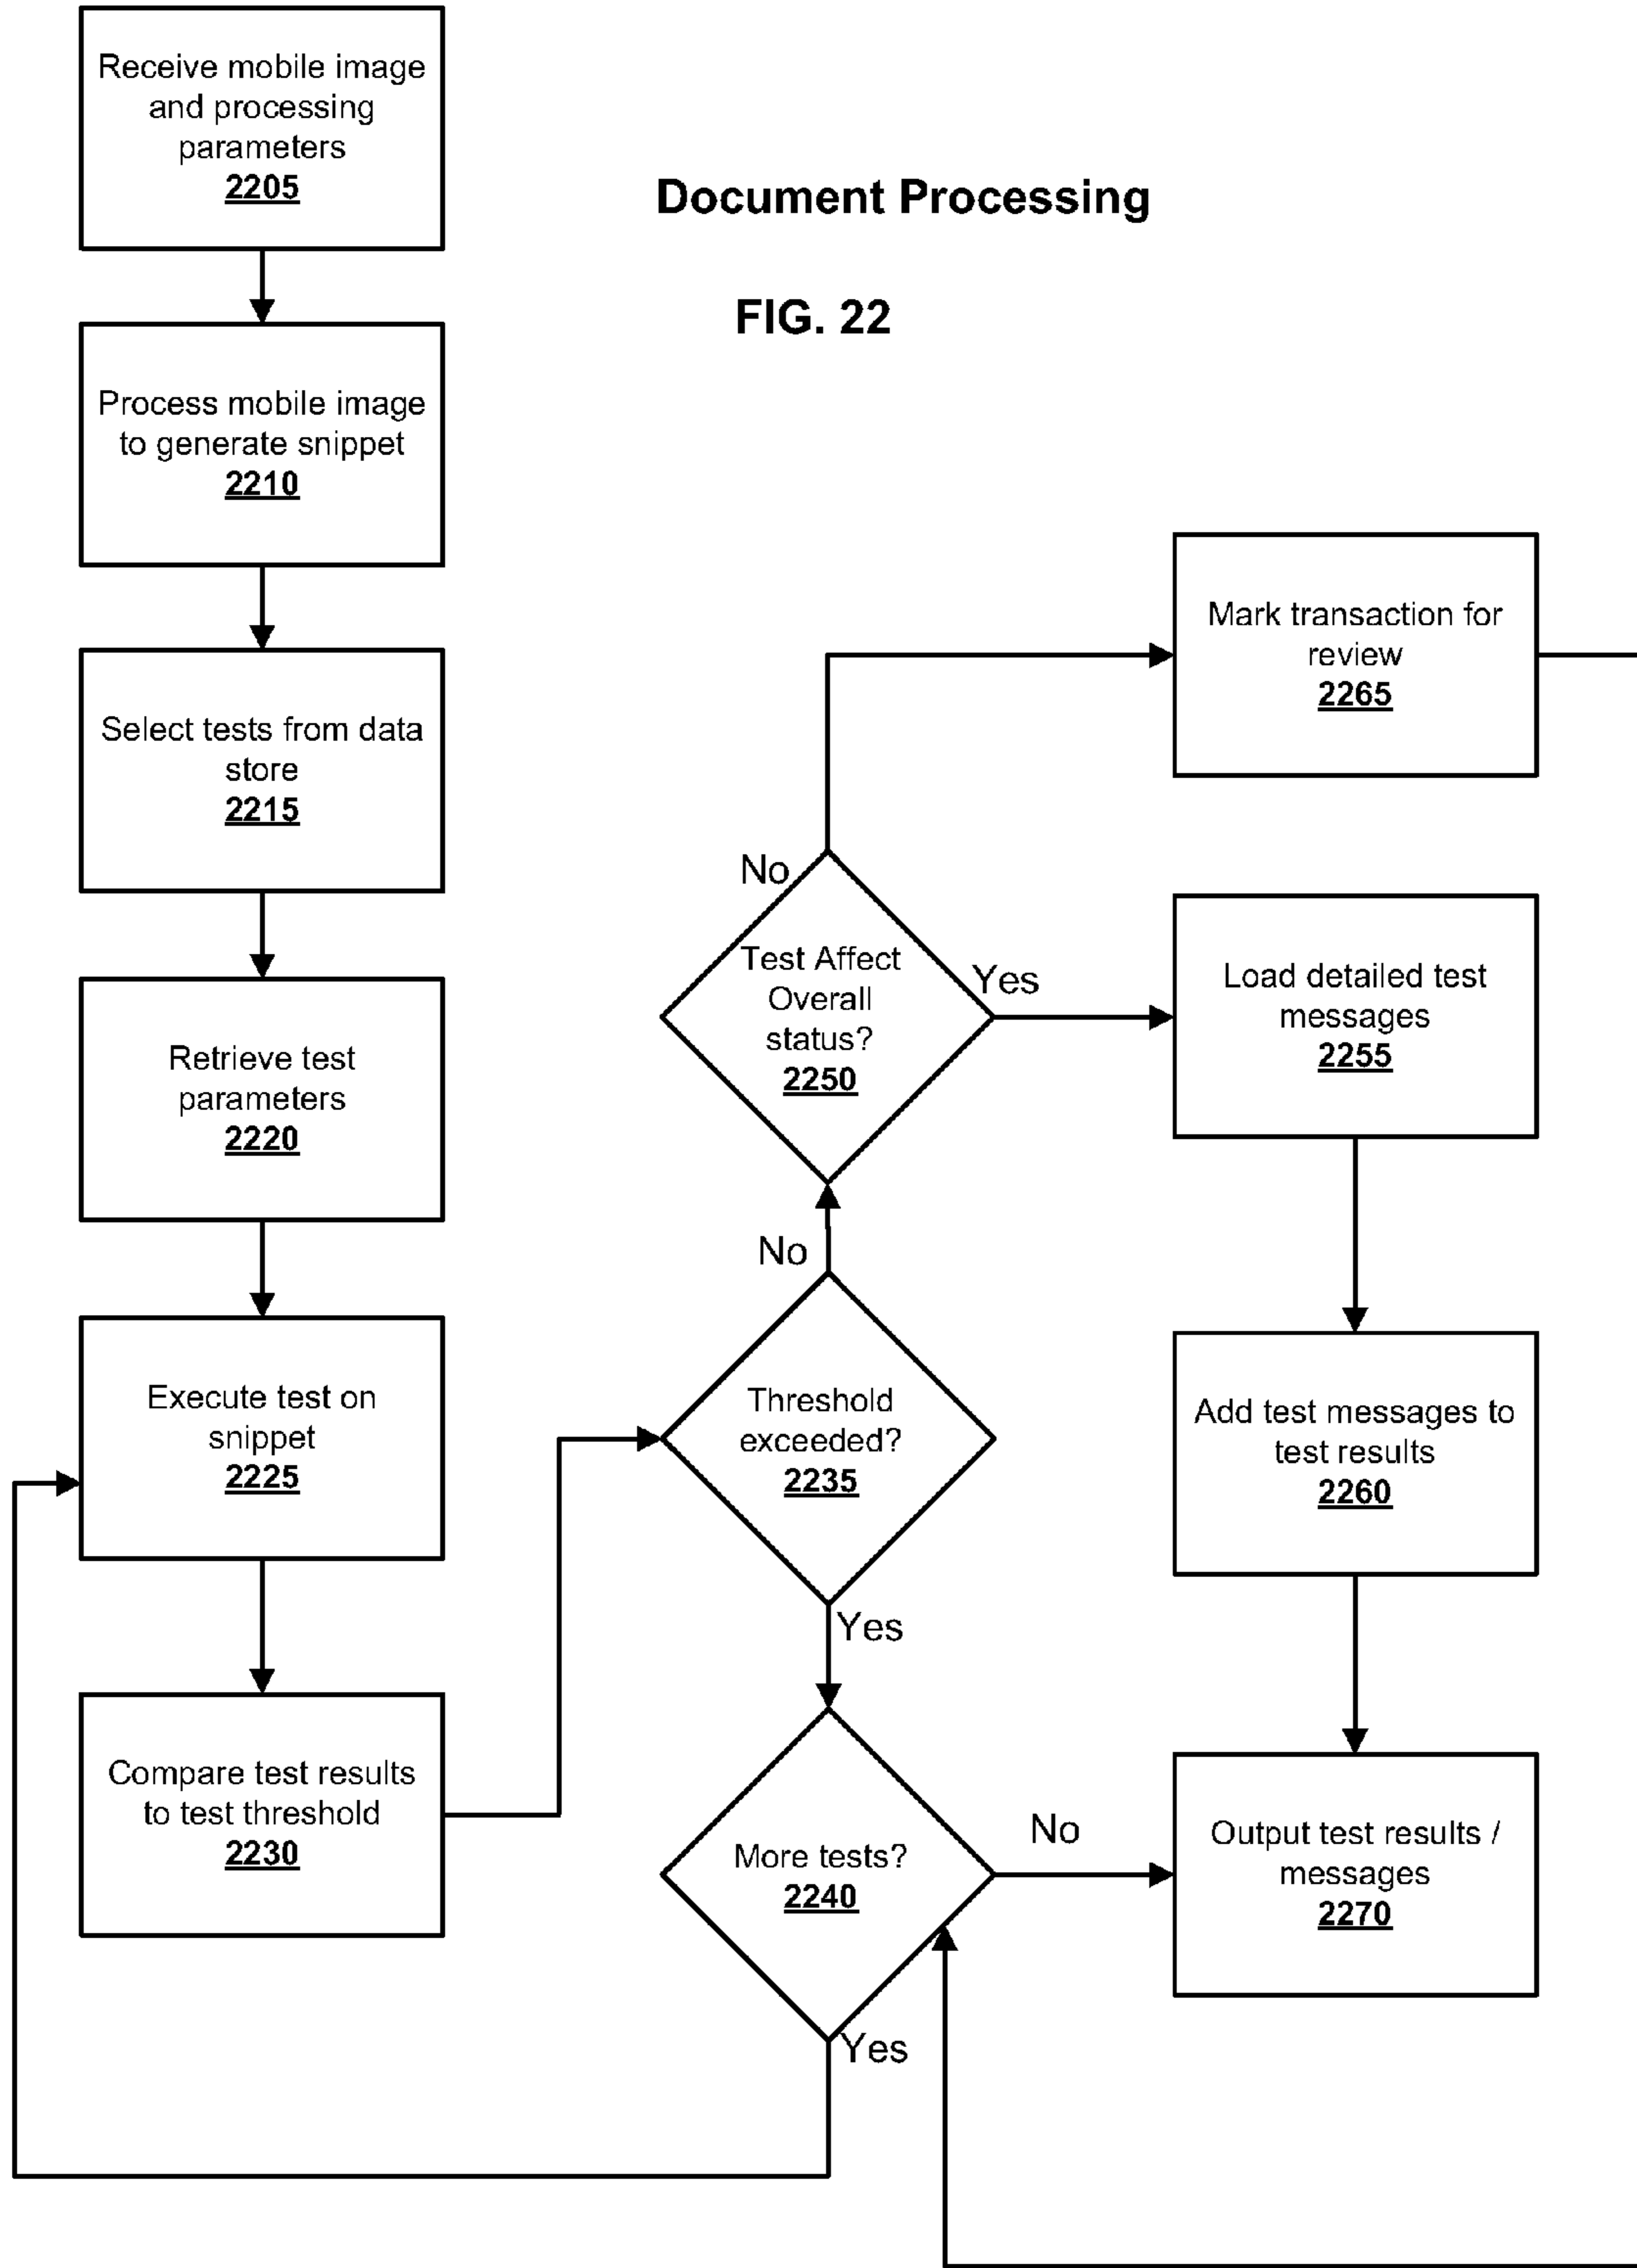 Receive mobile image
and processing
parameters
2205
Document Processing
FIG. 22
Process mobile image
to generate snippet
2210
Select tests from data
store
2215
Retrieve test
parameters
2220
Execute test on
snippet
2225
Compare test results
to test threshold
2230
Threshold
exceeded?
2235
No
Yes
Test Affect
Overall
status?
2250
No
Yes
Mark transaction for
review
2265
Load detailed test
messages
2255
Add test messages to
test results
2260
More tests?
2240
No
Yes
Output test results /
messages
2270